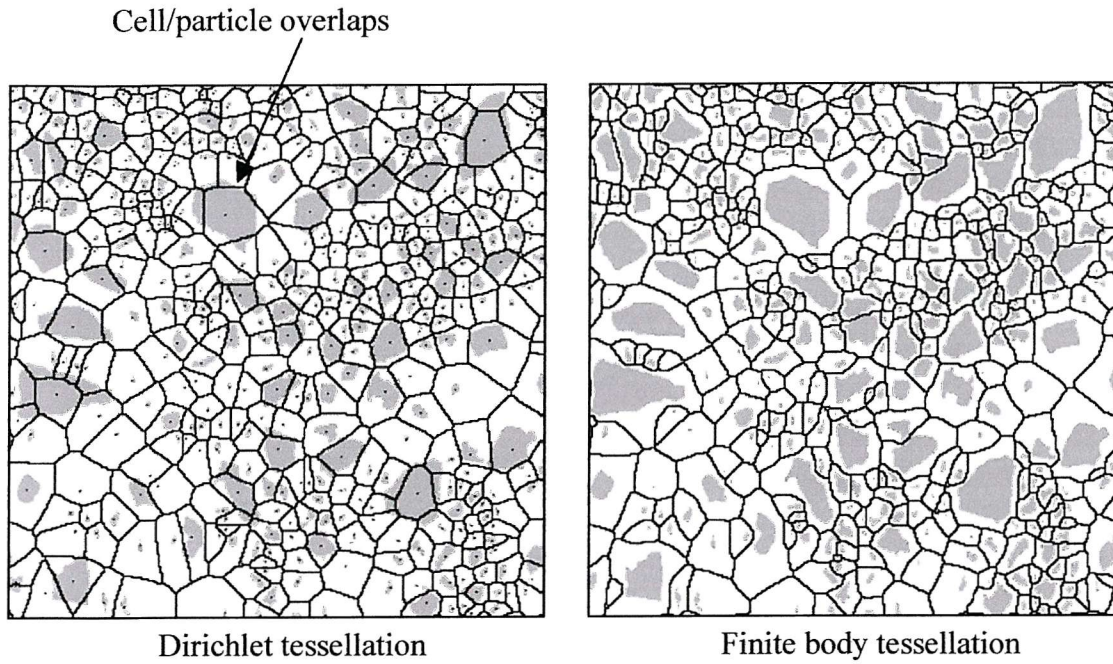 Cell/particle overlaps
Dirichlet tessellation
Finite body tessellation